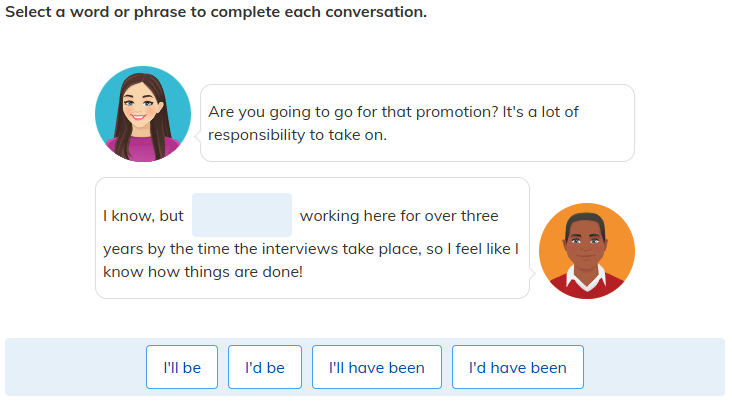 Select a word or phrase to complete each conversation.
Are you going to go for that promotion? It's a lot of
responsibility to take on.
I know, but working here for over three
years by the time the interviews take place, so I feel like I
know how things are done!
I'll be I'd be I'll have been I'd have been